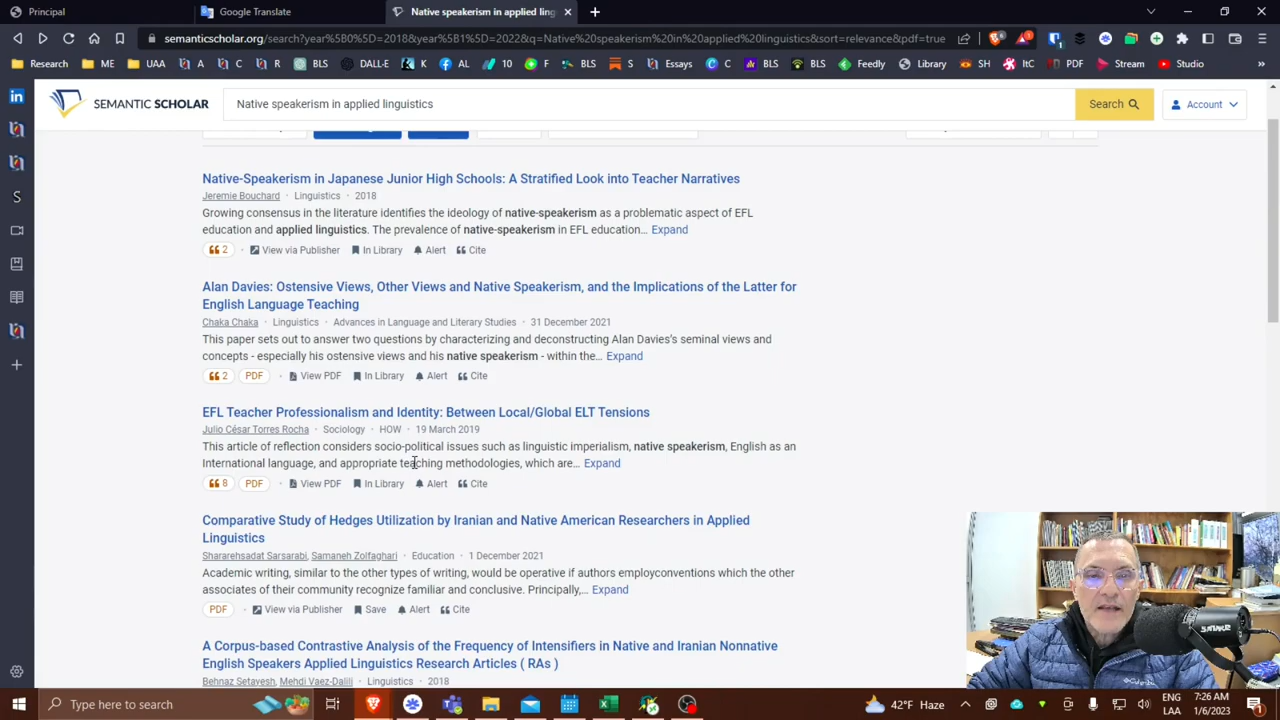 Principal
Google Translate
Native speakerism in applied ling
semanticscholar.org/search?year%5B0%5D=2018&year%5B1%5D=2022&q=Native%20speakerism%20in%20applied%20linguistics&sort=relevance&pdf=true
Research ME UAA A C R BLS DALL-E K AL 10 F BLS S Essays C BLS BLS Feedly Library SH ItC PDF Stream Studio
SEMANTIC SCHOLAR
Native speakerism in applied linguistics
Search
Account
Native-Speakerism in Japanese Junior High Schools: A Stratified Look into Teacher Narratives
Jeremie Bouchard · Linguistics · 2018
Growing consensus in the literature identifies the ideology of native-speakerism as a problematic aspect of EFL
education and applied linguistics. The prevalence of native-speakerism in EFL education… Expand
2 · View via Publisher In Library Alert Cite
Alan Davies: Ostensive Views, Other Views and Native Speakerism, and the Implications of the Latter for
English Language Teaching
Chaka Chaka · Linguistics · Advances in Language and Literary Studies · 31 December 2021
This paper sets out to answer two questions by characterizing and deconstructing Alan Davies's seminal views and
concepts - especially his ostensive views and his native speakerism - within the… Expand
2 PDF · View PDF In Library Alert Cite
EFL Teacher Professionalism and Identity: Between Local/Global ELT Tensions
Julio César Torres Rocha · Sociology · HOW · 19 March 2019
This article of reflection considers socio-political issues such as linguistic imperialism, native speakerism, English as an
International language, and appropriate teaching methodologies, which are… Expand
8 PDF · View PDF In Library Alert Cite
Comparative Study of Hedges Utilization by Iranian and Native American Researchers in Applied
Linguistics
Shararehsadat Sarsarabi, Samaneh Zolfaghari · Education · 1 December 2021
Academic writing, similar to the other types of writing, would be operative if authors employconventions which the other
associates of their community recognize familiar and conclusive. Principally,… Expand
PDF · View via Publisher Save Alert Cite
A Corpus-based Contrastive Analysis of the Frequency of Intensifiers in Native and Iranian Nonnative
English Speakers Applied Linguistics Research Articles ( RAs )
Behnaz Setayesh, Mehdi Vaez-Dalili · Linguistics · 2018
Type here to search
42°F Haze
ENG
LAA
7:26 AM
1/6/2023